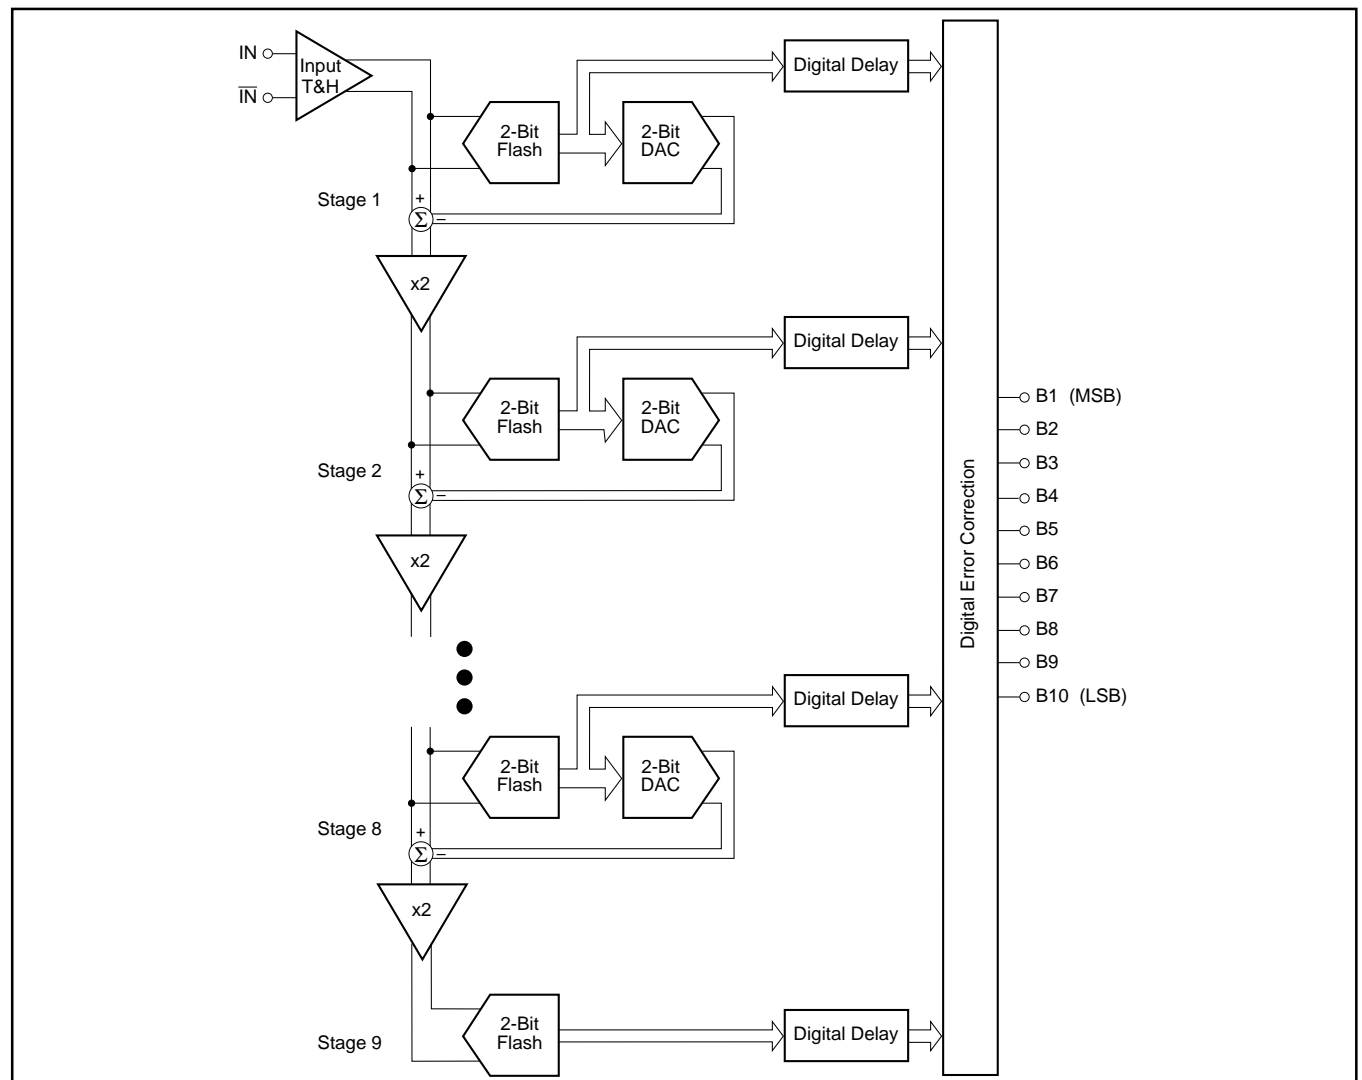 IN
Input
T&H
IN
Digital Delay
2-Bit
Flash
2-Bit
DAC
Stage 1
+
Σ
–
x2
Digital Delay
2-Bit
Flash
2-Bit
DAC
Stage 2
+
Σ
–
x2
Digital Error Correction
B1 (MSB)
B2
B3
B4
B5
B6
B7
B8
B9
B10 (LSB)
Digital Delay
2-Bit
Flash
2-Bit
DAC
Stage 8
+
Σ
–
x2
2-Bit
Flash
Digital Delay
Stage 9